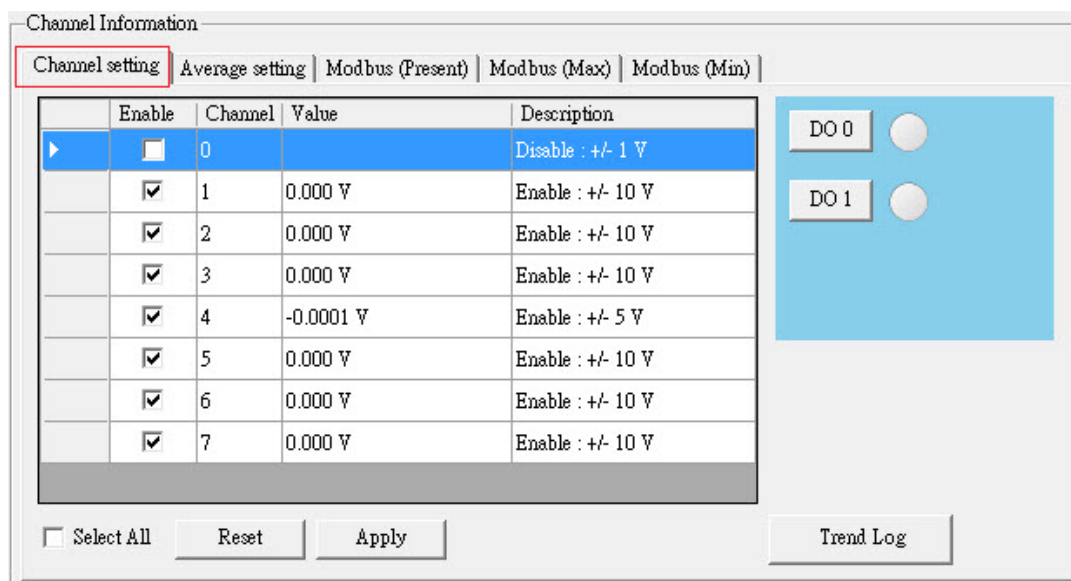 Channel Information
Channel setting Average setting Modbus (Present) Modbus (Max) Modbus (Min)
Enable Channel Value Description
0 Disable : +/- 1 V
1 0.000 V Enable : +/- 10 V
2 0.000 V Enable : +/- 10 V
3 0.000 V Enable : +/- 10 V
4 -0.0001 V Enable : +/- 5 V
5 0.000 V Enable : +/- 10 V
6 0.000 V Enable : +/- 10 V
7 0.000 V Enable : +/- 10 V
DO 0
DO 1
Select All Reset Apply Trend Log